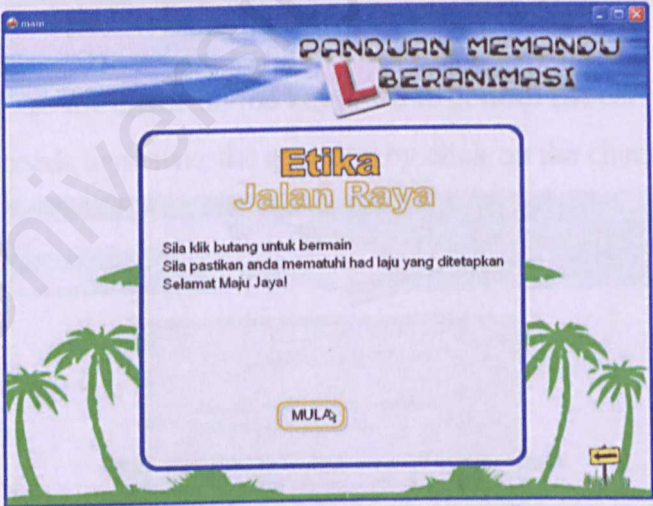 main
PANDUAN MEMANDU
L BERANIMASI
Etika
Jalan Raya
Sila klik butang untuk bermain
Sila pastikan anda mematuhi had laju yang ditetapkan
Selamat Maju Jaya!
MULA